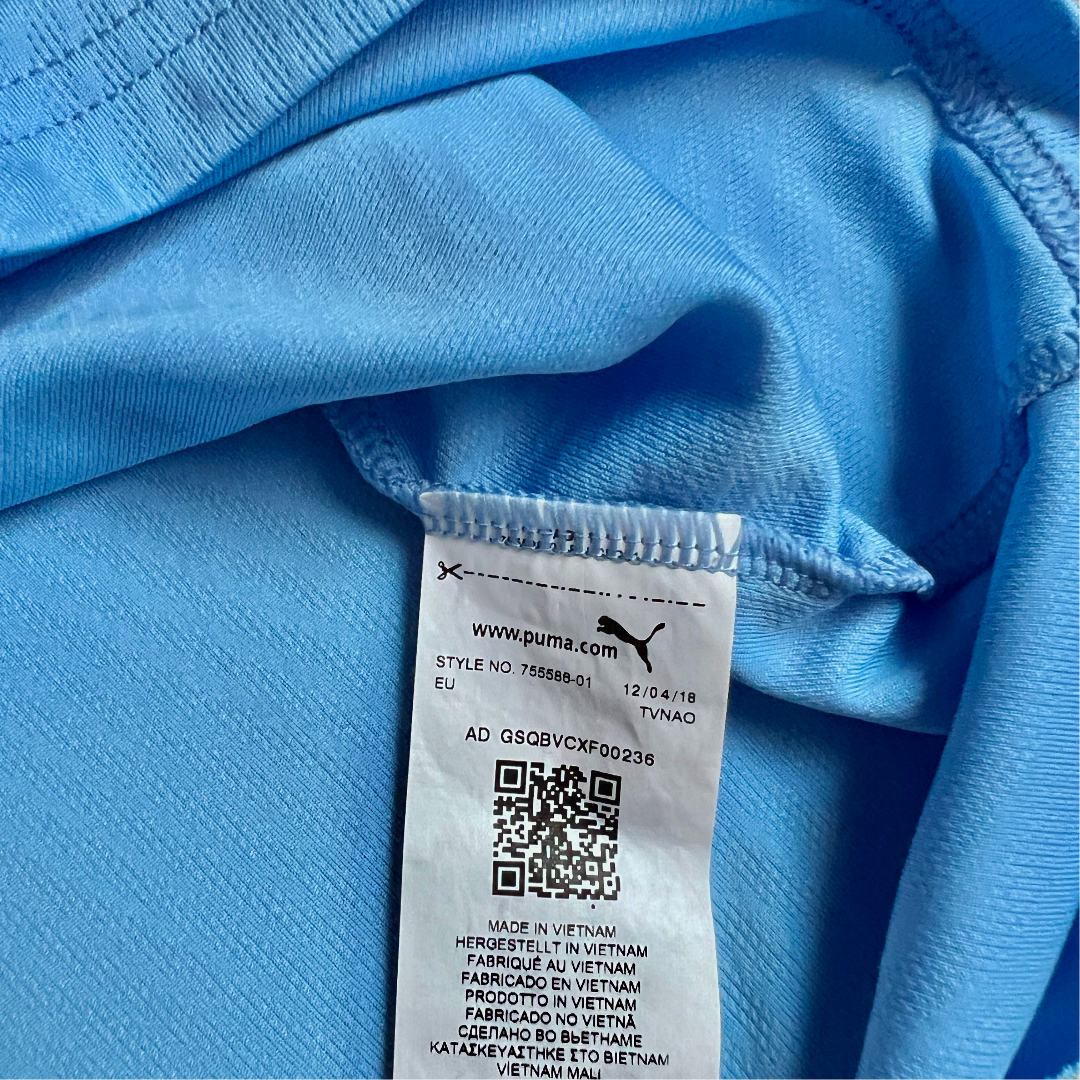 www.puma.com
STYLE NO. 755586-01 12/04/18
EU TVNAO
AD GSQBVCXF00236
MADE IN VIETNAM
HERGESTELLT IN VIETNAM
FABRIQUÉ AU VIETNAM
FABRICADO EN VIETNAM
PRODOTTO IN VIETNAM
FABRICADO NO VIETNÃ
СДЕЛАНО ВО ВЬЕТНАМЕ
ΚΑΤΑΣΚΕΥΑΣΤΗΚΕ ΣΤΟ ΒΙΕΤΝΑΜ
VIETNAM MALI